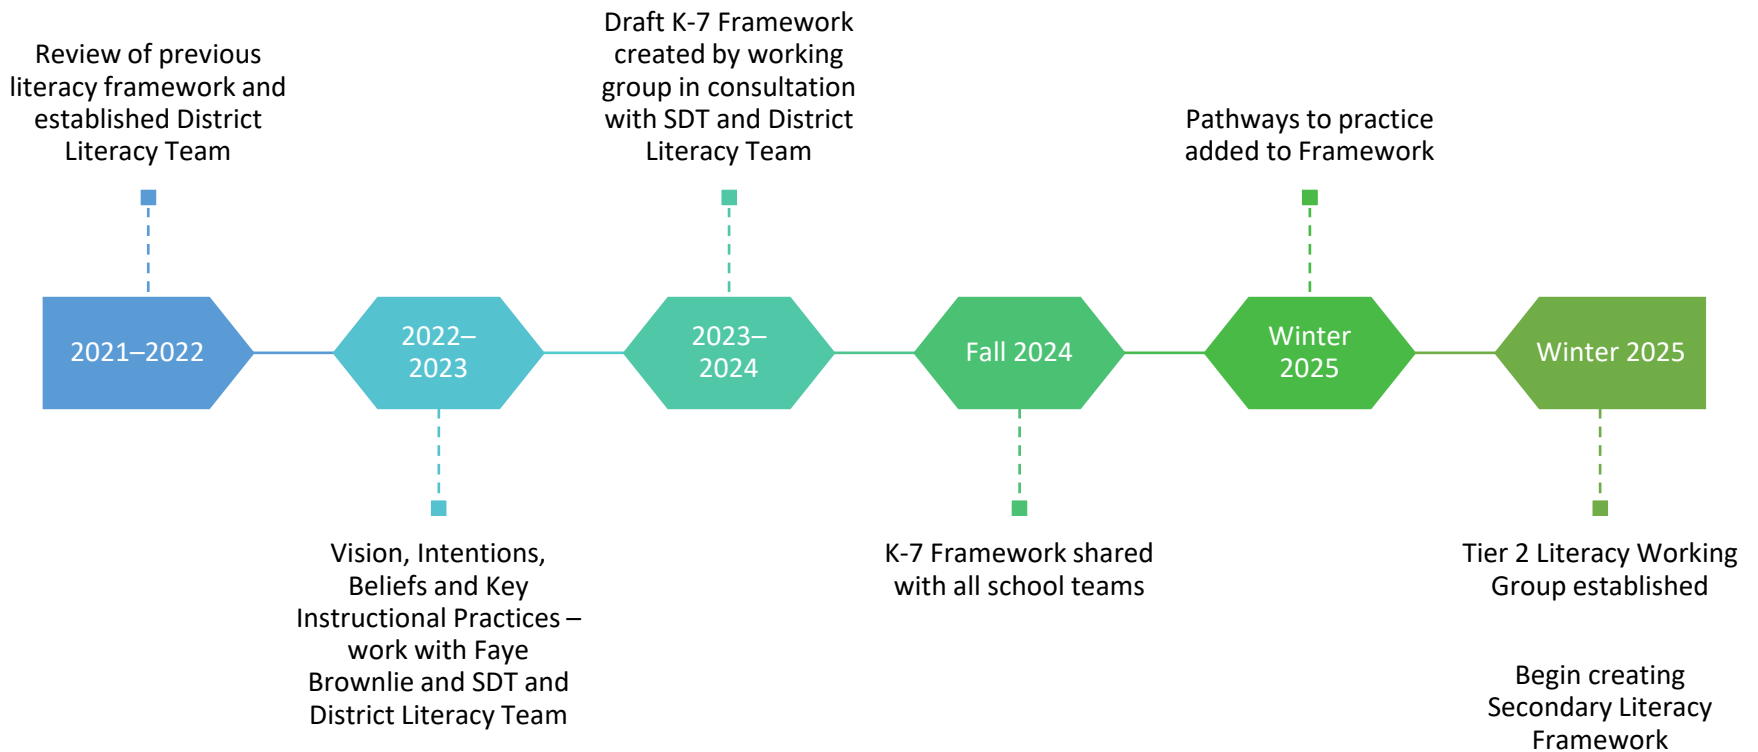 Review of previous
literacy framework and
established District
Literacy Team
Draft K-7 Framework
created by working
group in consultation
with SDT and District
Literacy Team
Pathways to practice
added to Framework
2021–2022
2022–
2023
2023–
2024
Fall 2024
Winter
2025
Winter 2025
Vision, Intentions,
Beliefs and Key
Instructional Practices –
work with Faye
Brownlie and SDT and
District Literacy Team
K-7 Framework shared
with all school teams
Tier 2 Literacy Working
Group established
Begin creating
Secondary Literacy
Framework